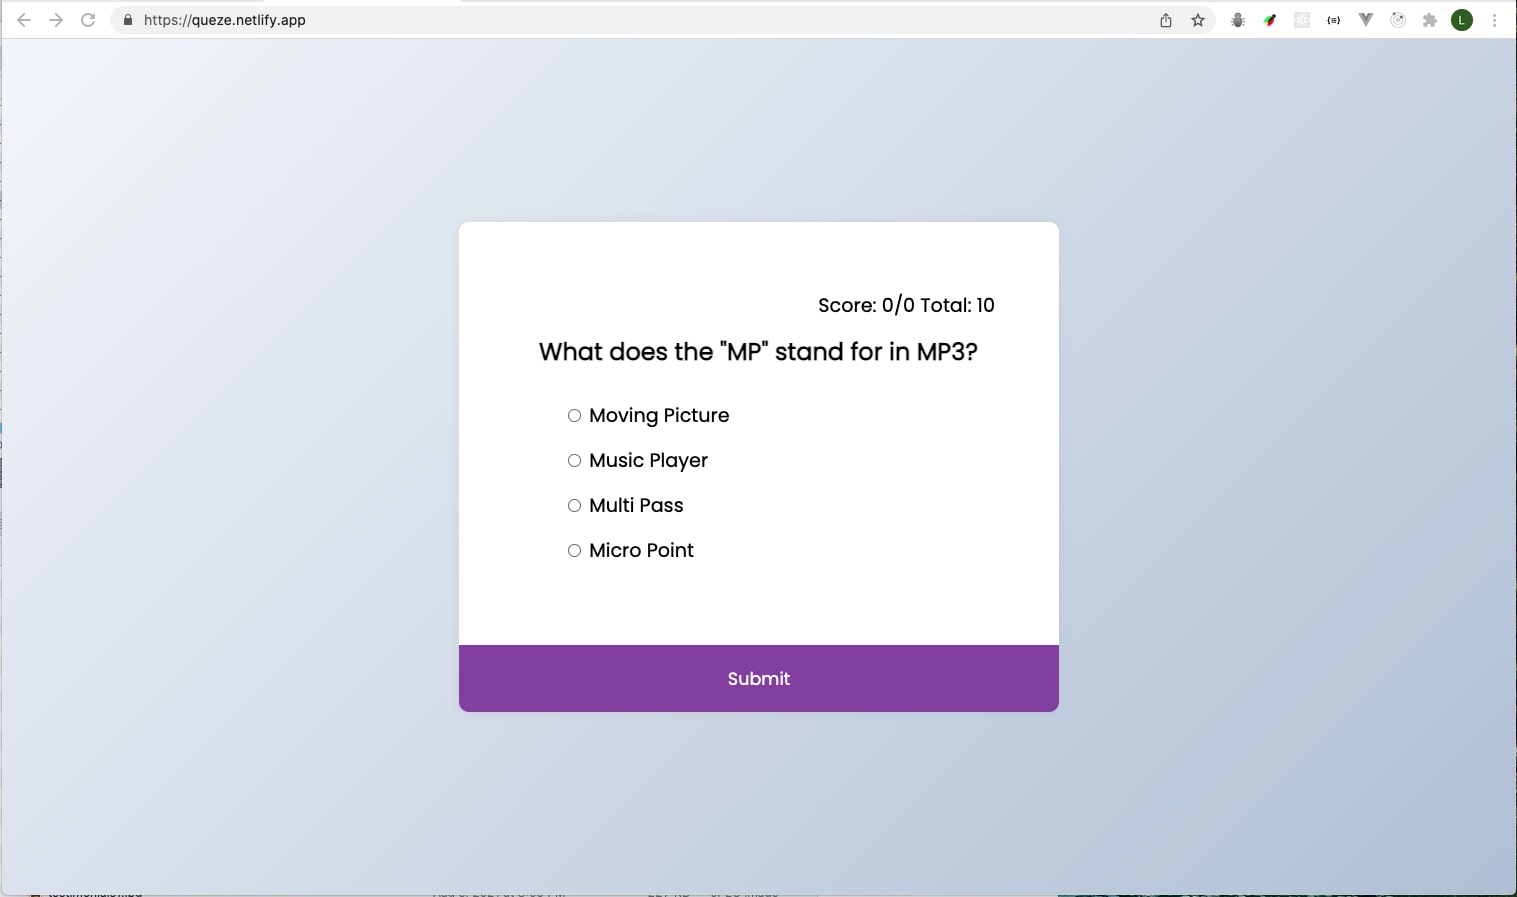 https://queze.netlify.app
L
Score: 0/0 Total: 10
What does the "MP" stand for in MP3?
Moving Picture
Music Player
Multi Pass
Micro Point
Submit